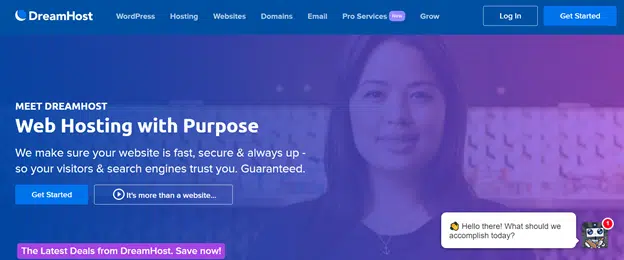 DreamHost
WordPress Hosting Websites Domains Email Pro Services New Grow
Log In Get Started
MEET DREAMHOST
Web Hosting with Purpose
We make sure your website is fast, secure & always up -
so your visitors & search engines trust you. Guaranteed.
Get Started It's more than a website...
The Latest Deals from DreamHost. Save now!
Hello there! What should we
accomplish today?
1